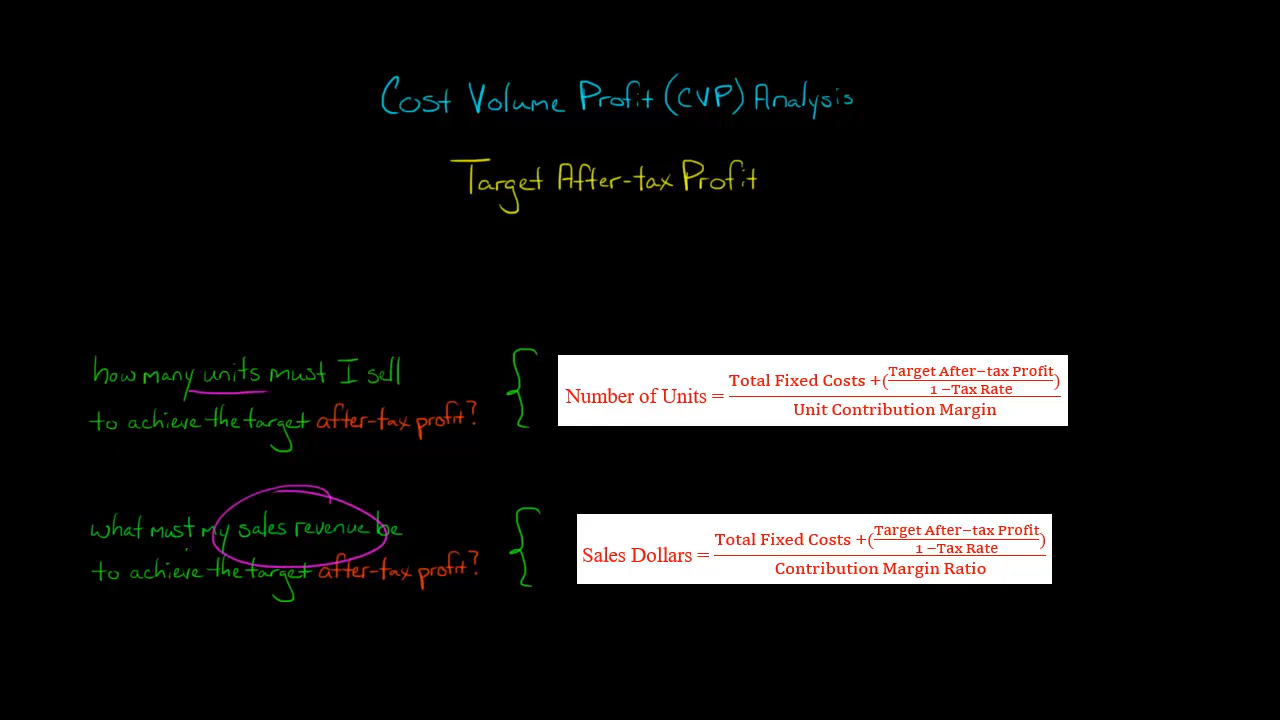 Cost Volume Profit (CVP) Analysis
Target After-tax Profit
how many units must I sell
to achieve the target after-tax profit?
Number of Units = Total Fixed Costs +(Target After−tax Profit / 1 −Tax Rate) / Unit Contribution Margin
what must my sales revenue be
to achieve the target after-tax profit?
Sales Dollars = Total Fixed Costs +(Target After−tax Profit / 1 −Tax Rate) / Contribution Margin Ratio